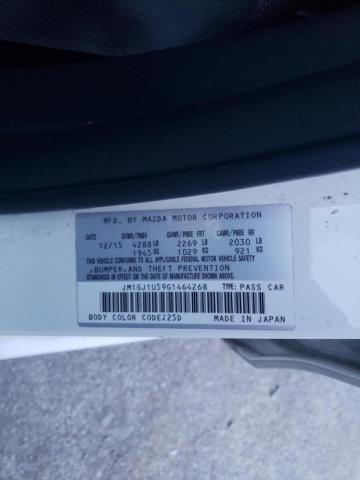 MFD. BY MAZDA MOTOR CORPORATION
GVWR/PNBV GAWR/PNBE FRT GAWR/PNBE RR
12/15 4288 LB 2269 LB 2030 LB
1945 KG 1029 KG 921 KG
THIS VEHICLE CONFORMS TO ALL APPLICABLE FEDERAL MOTOR VEHICLE SAFETY
,BUMPER,AND THEFT PREVENTION
STANDARDS IN EFFECT ON THE DATE OF MANUFACTURE SHOWN ABOVE.
JM1GJ1U59G1464268 TYPE:PASS CAR
BODY COLOR CODE:25D MADE IN JAPAN